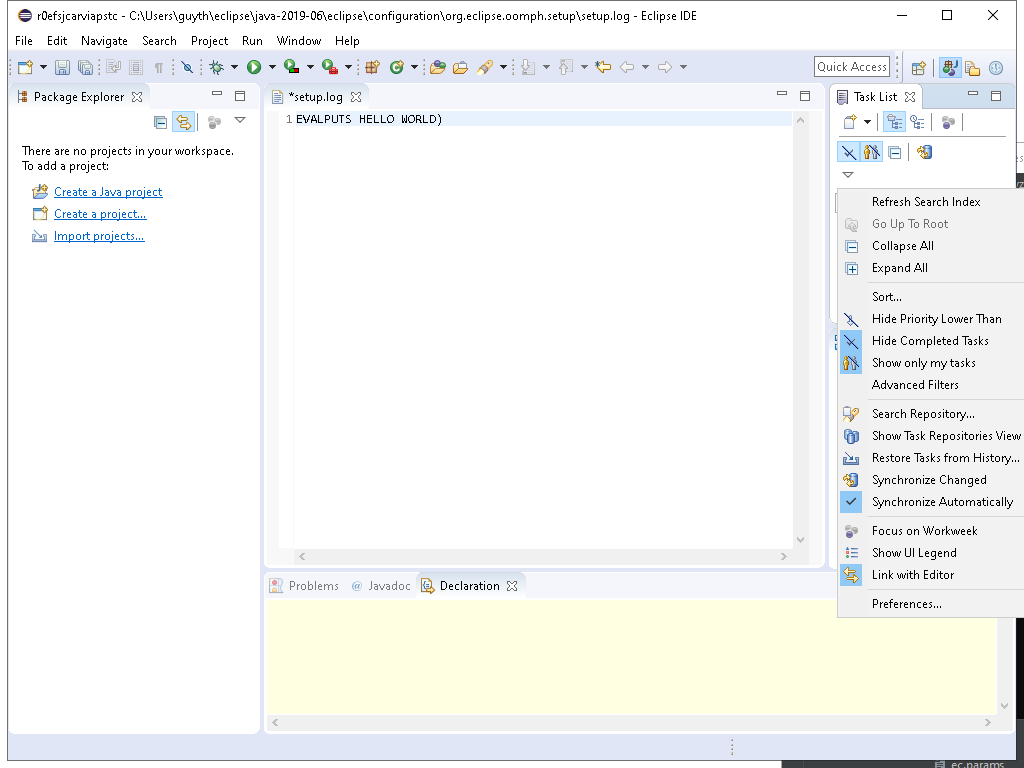 r0efsjcarviapstc - C:\Users\guyth\eclipse\java-2019-06\eclipse\configuration\org.eclipse.oomph.setup\setup.log - Eclipse IDE
File Edit Navigate Search Project Run Window Help
Quick Access
Package Explorer
*setup.log
Task List
1 EVALPUTS HELLO WORLD)
There are no projects in your workspace.
To add a project:
Create a Java project
Create a project...
Import projects...
Refresh Search Index
Go Up To Root
Collapse All
Expand All
Sort...
Hide Priority Lower Than
Hide Completed Tasks
Show only my tasks
Advanced Filters
Search Repository...
Show Task Repositories View
Restore Tasks from History...
Synchronize Changed
Synchronize Automatically
Focus on Workweek
Show UI Legend
Link with Editor
Preferences...
Problems @ Javadoc Declaration
ec.params